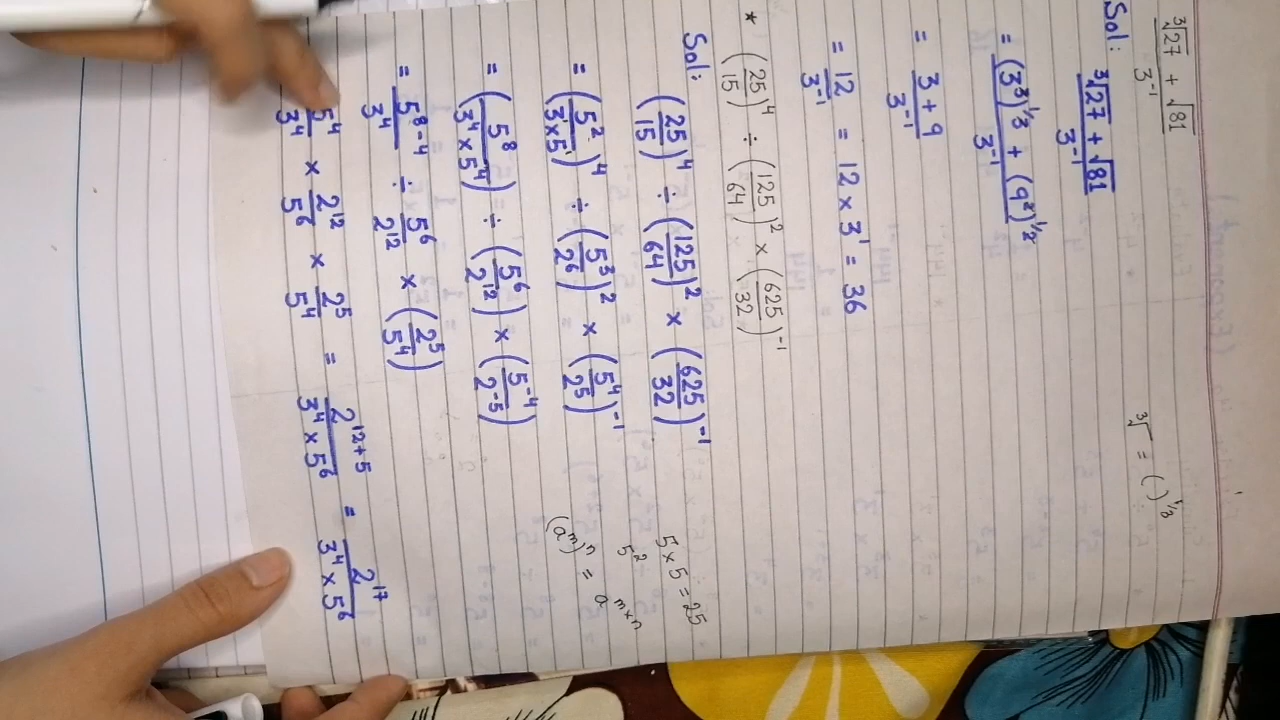 (∛27 + √81) / 3⁻¹
∛ = ( )^1/3
Sol: (∛27 + √81) / 3⁻¹
= ((3³)^1/3 + (9²)^1/2) / 3⁻¹
= (3 + 9) / 3⁻¹
= 12 / 3⁻¹ = 12 × 3¹ = 36
* (25/15)⁴ ÷ (125/64)² × (625/32)⁻¹
Sol:
(25/15)⁴ ÷ (125/64)² × (625/32)⁻¹
5 × 5 = 25
5²
= (5² / 3×5¹)⁴ ÷ (5³/2⁶)² × (5⁴/2⁵)⁻¹
(aᵐ)ⁿ = aᵐˣⁿ
= (5⁸ / 3⁴ × 5⁴) ÷ (5⁶/2¹²) × (5⁻⁴/2⁻⁵)
= 5⁸⁻⁴/3⁴ ÷ 5⁶/2¹² × (2⁵/5⁴)
5⁴/3⁴ × 2¹²/5⁶ × 2⁵/5⁴ = 2¹²⁺⁵ / 3⁴ × 5⁶ = 2¹⁷ / 3⁴ × 5⁶